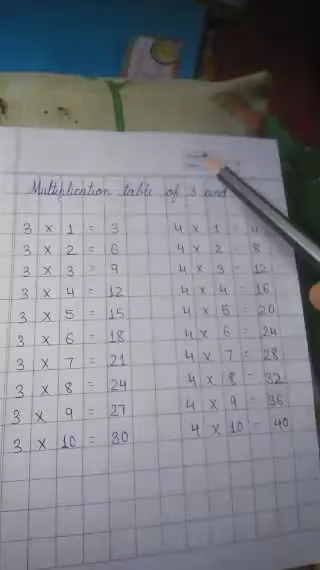 Multiplication table of 3 and
3 × 1 = 3 4 × 1 = 4
3 × 2 = 6 4 × 2 8
3 × 3 = 9 4 × 3 = 12
3 × 4 = 12 4 × 4 = 16
3 × 5 = 15 4 × 5 = 20
3 × 6 = 18 4 × 6 = 24
3 × 7 = 21 4 × 7 = 28
3 × 8 = 24 4 × 8 = 32
3 × 9 = 27 4 × 9 = 36
3 × 10 = 30 4 × 10 = 40